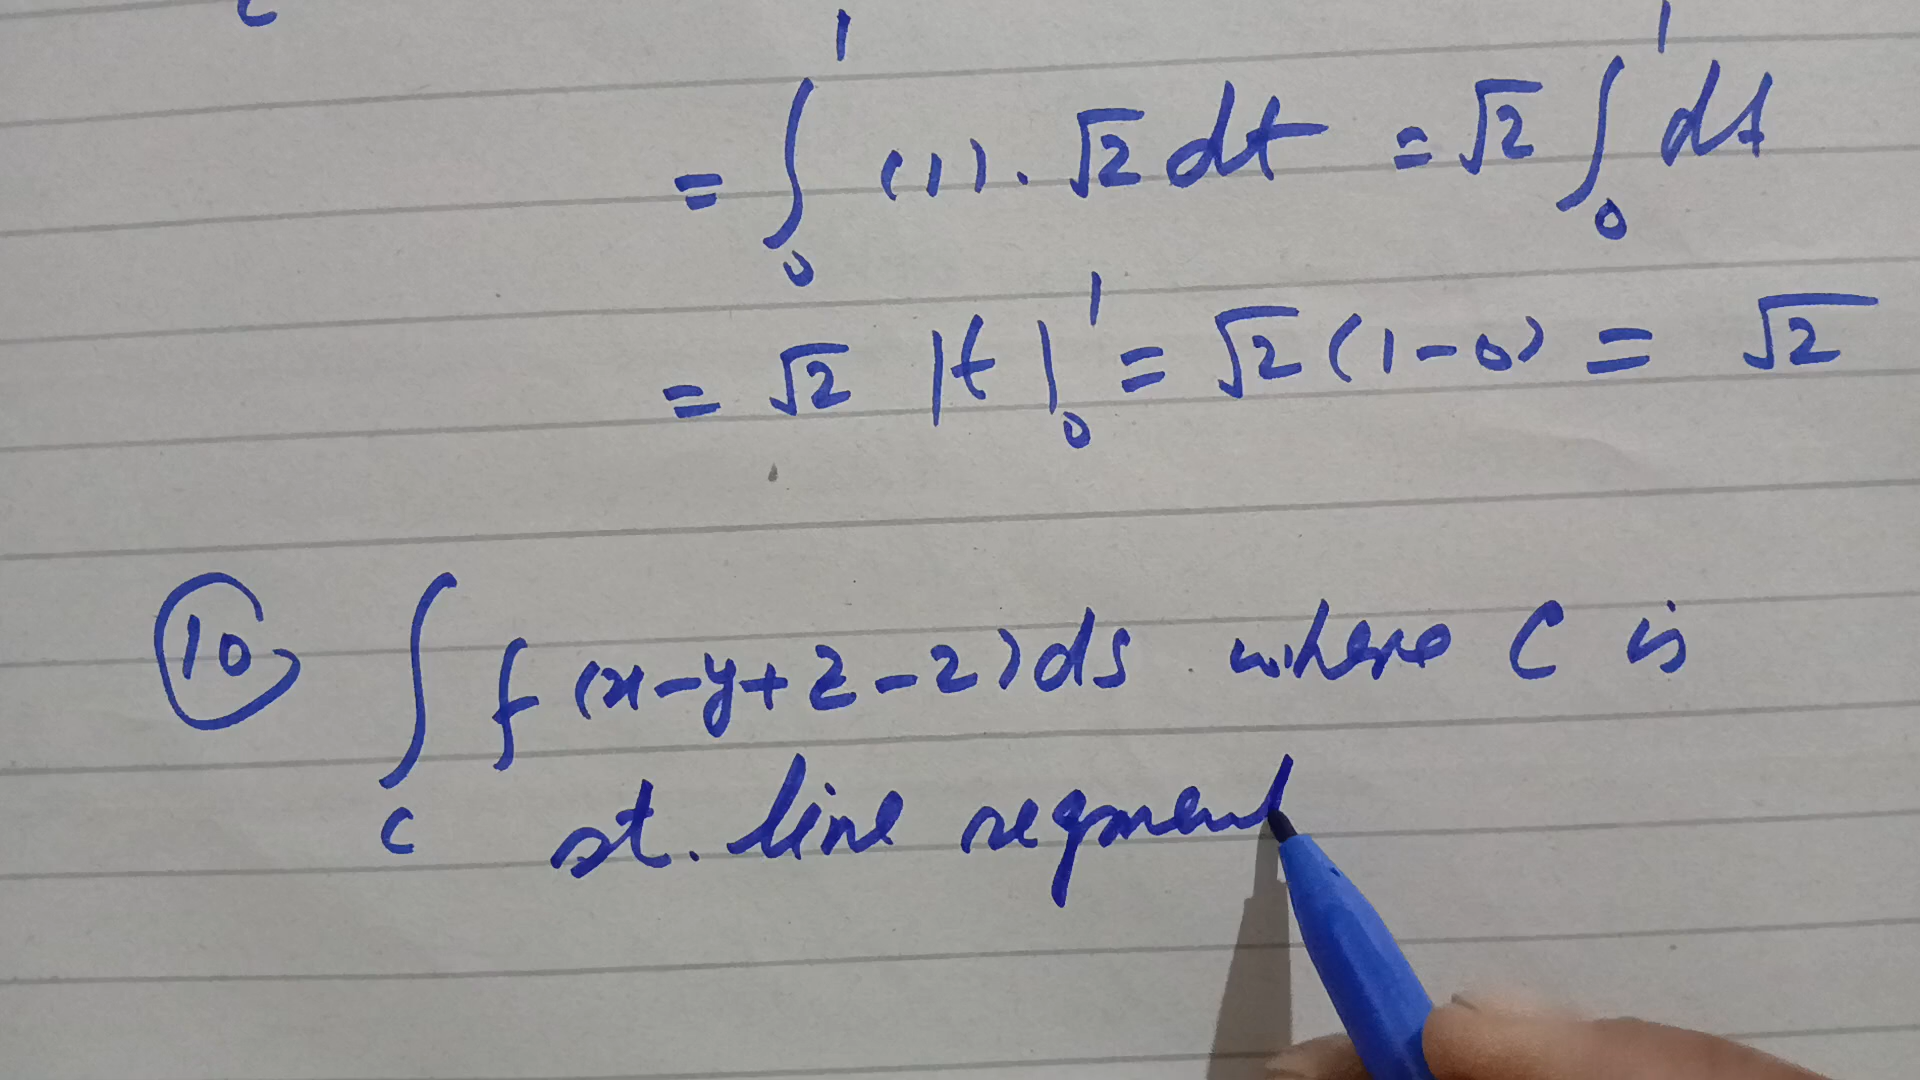 = ∫₀¹ (1). √2 dt = √2 ∫₀¹ dt
= √2 |t|₀¹ = √2 (1-0) = √2
(10) ∫ f (x-y+z-2) ds where C is
c st. line segment